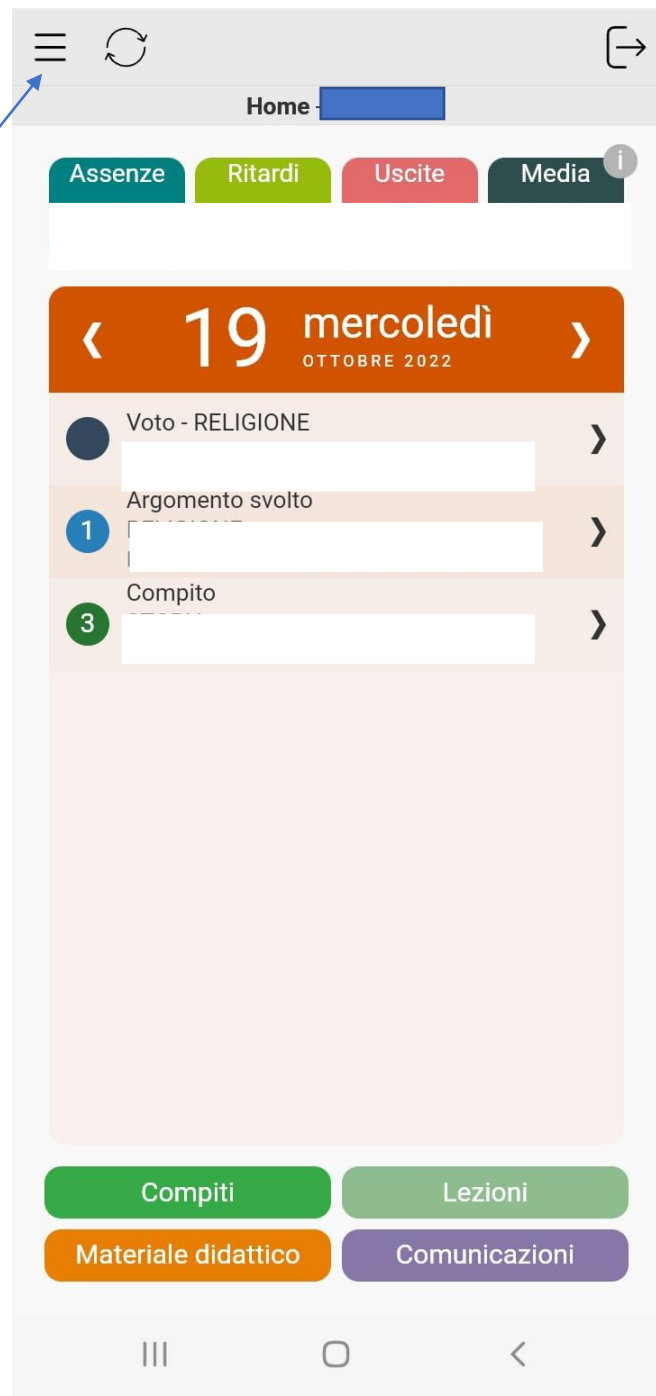 Home -
Assenze Ritardi Uscite Media i
19 mercoledì
OTTOBRE 2022
Voto - RELIGIONE
1 Argomento svolto
3 Compito
Compiti Lezioni
Materiale didattico Comunicazioni